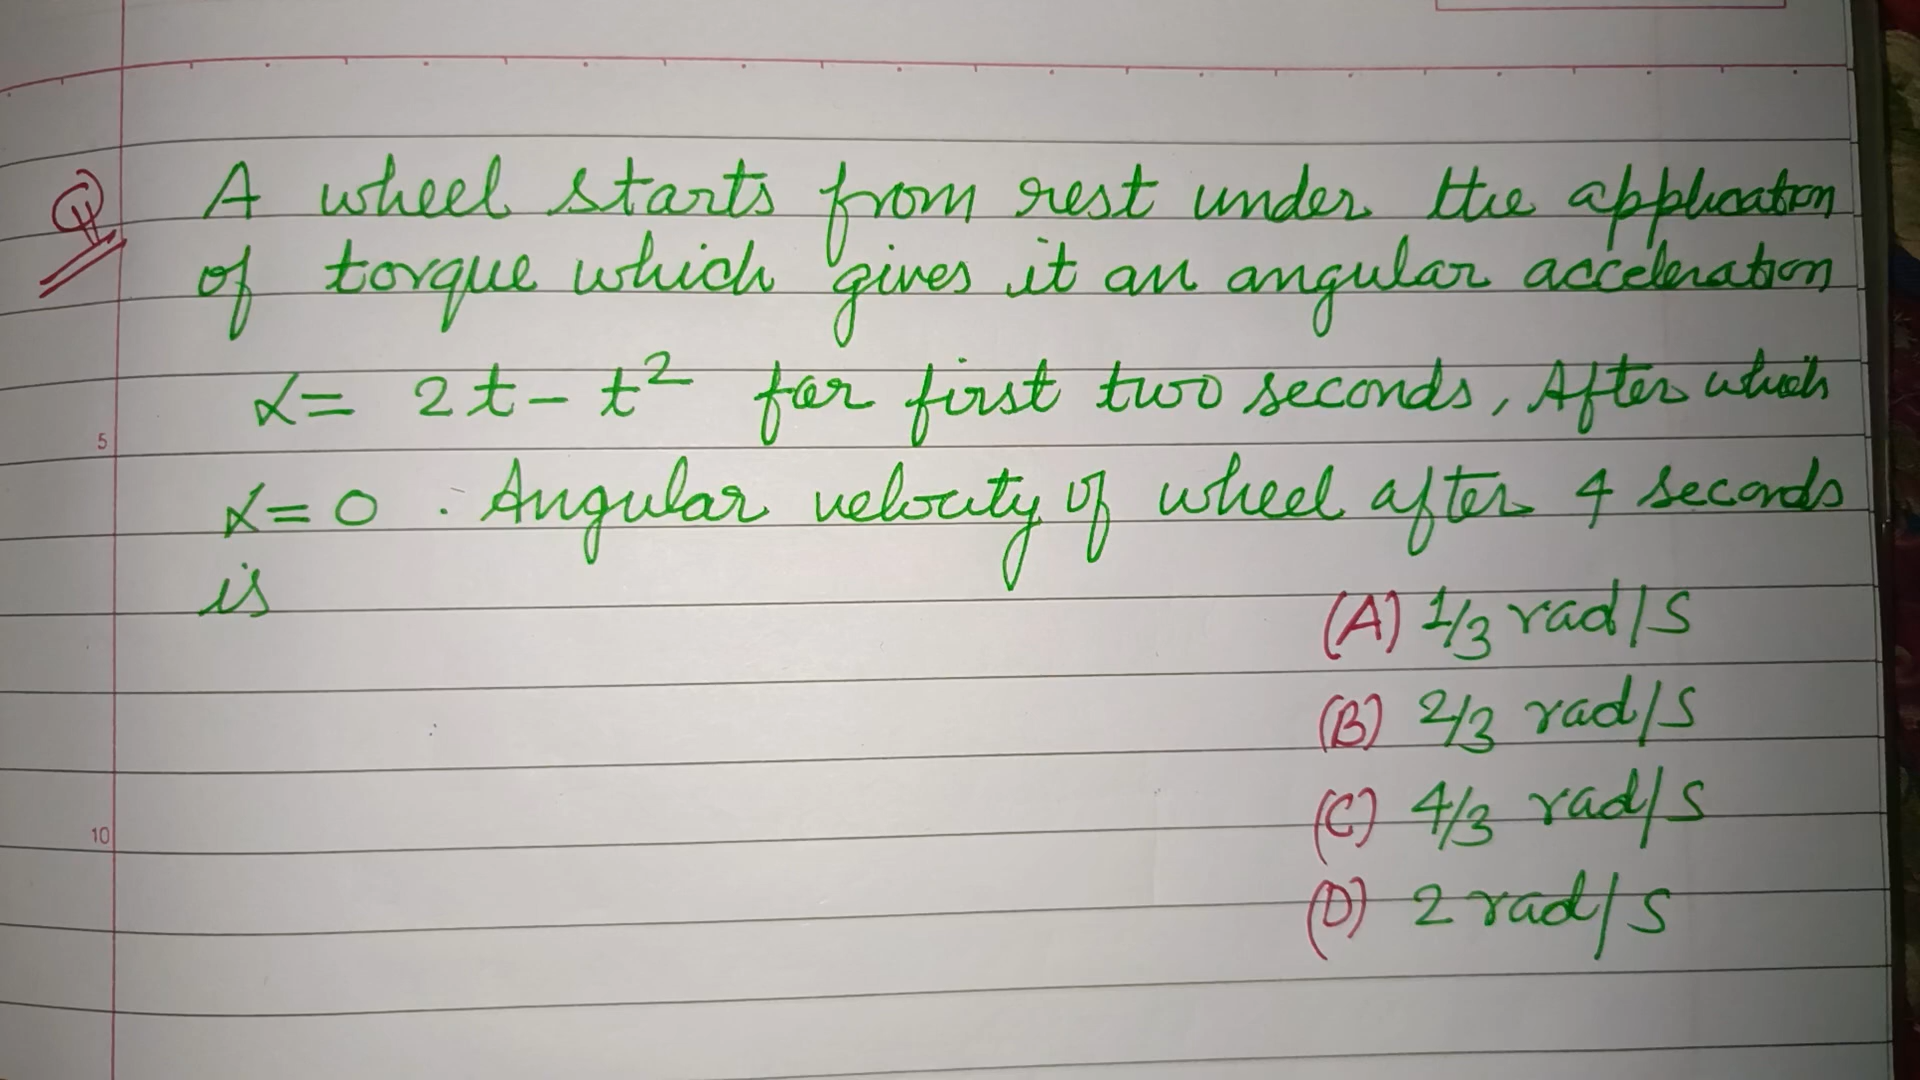 Q A wheel starts from rest under the application
of torque which gives it an angular acceleration
α = 2t - t² for first two seconds, After which
5
α = 0 . Angular velocity of wheel after 4 seconds
is
(A) 1/3 rad/s
(B) 2/3 rad/s
(C) 4/3 rad/s
10
(D) 2 rad/s